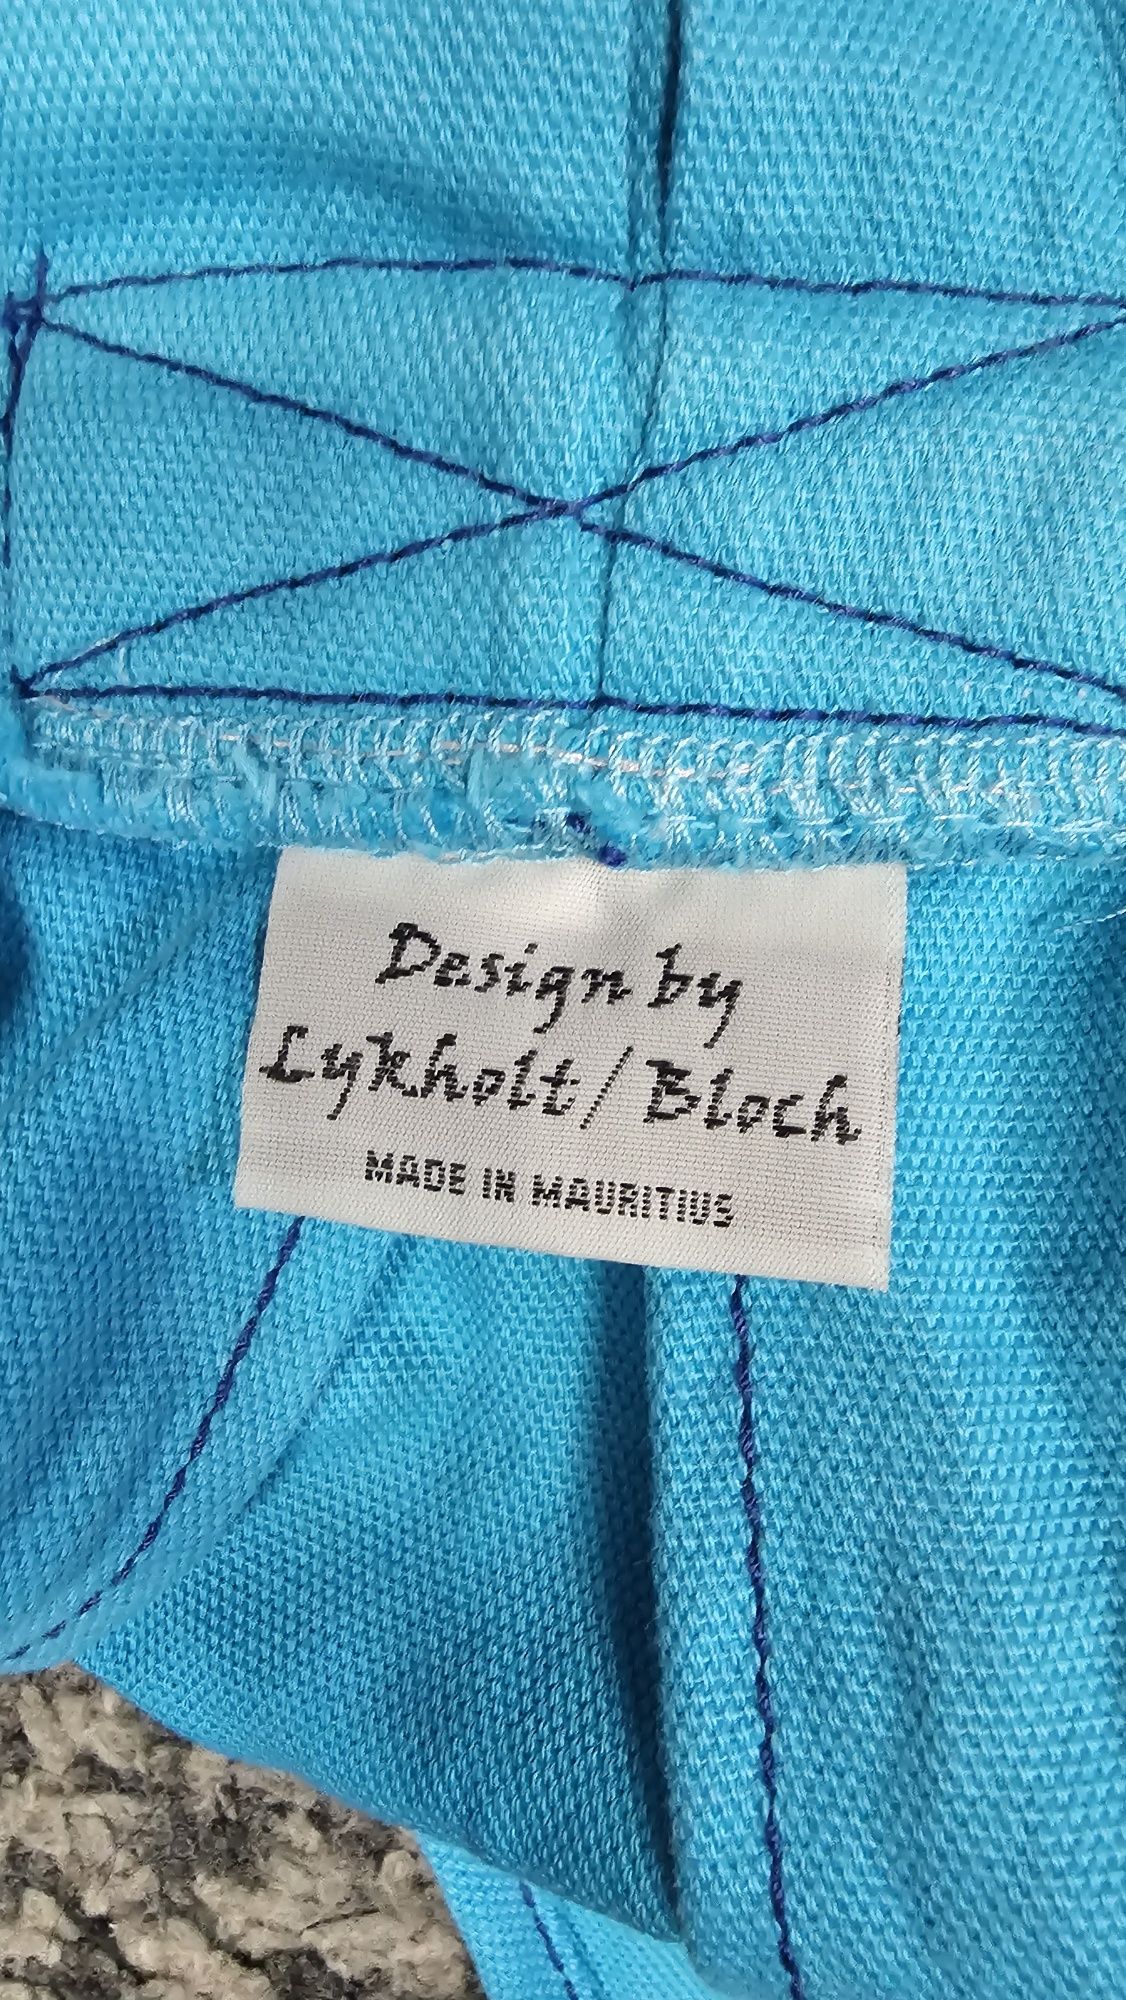 Design by
Lykholt/Bloch
MADE IN MAURITIUS